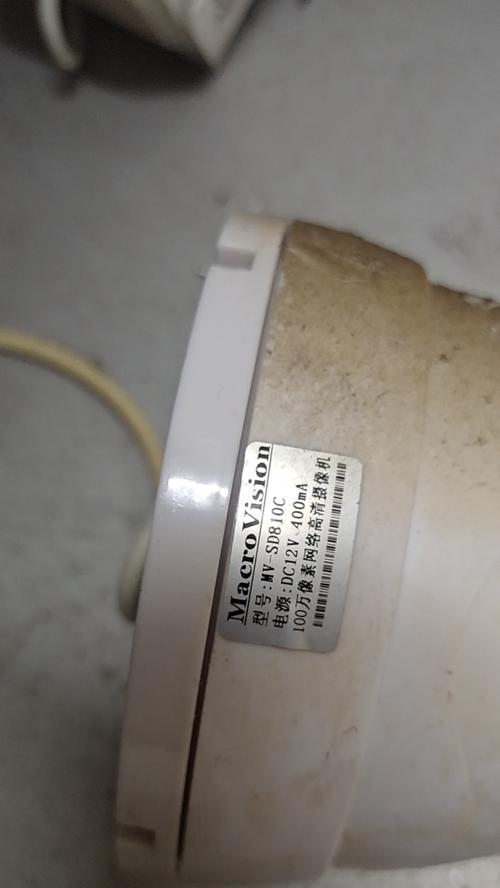 MacroVision
型号:MV-SD810C
电源:DC12V 400mA
100万像素网络高清摄像机